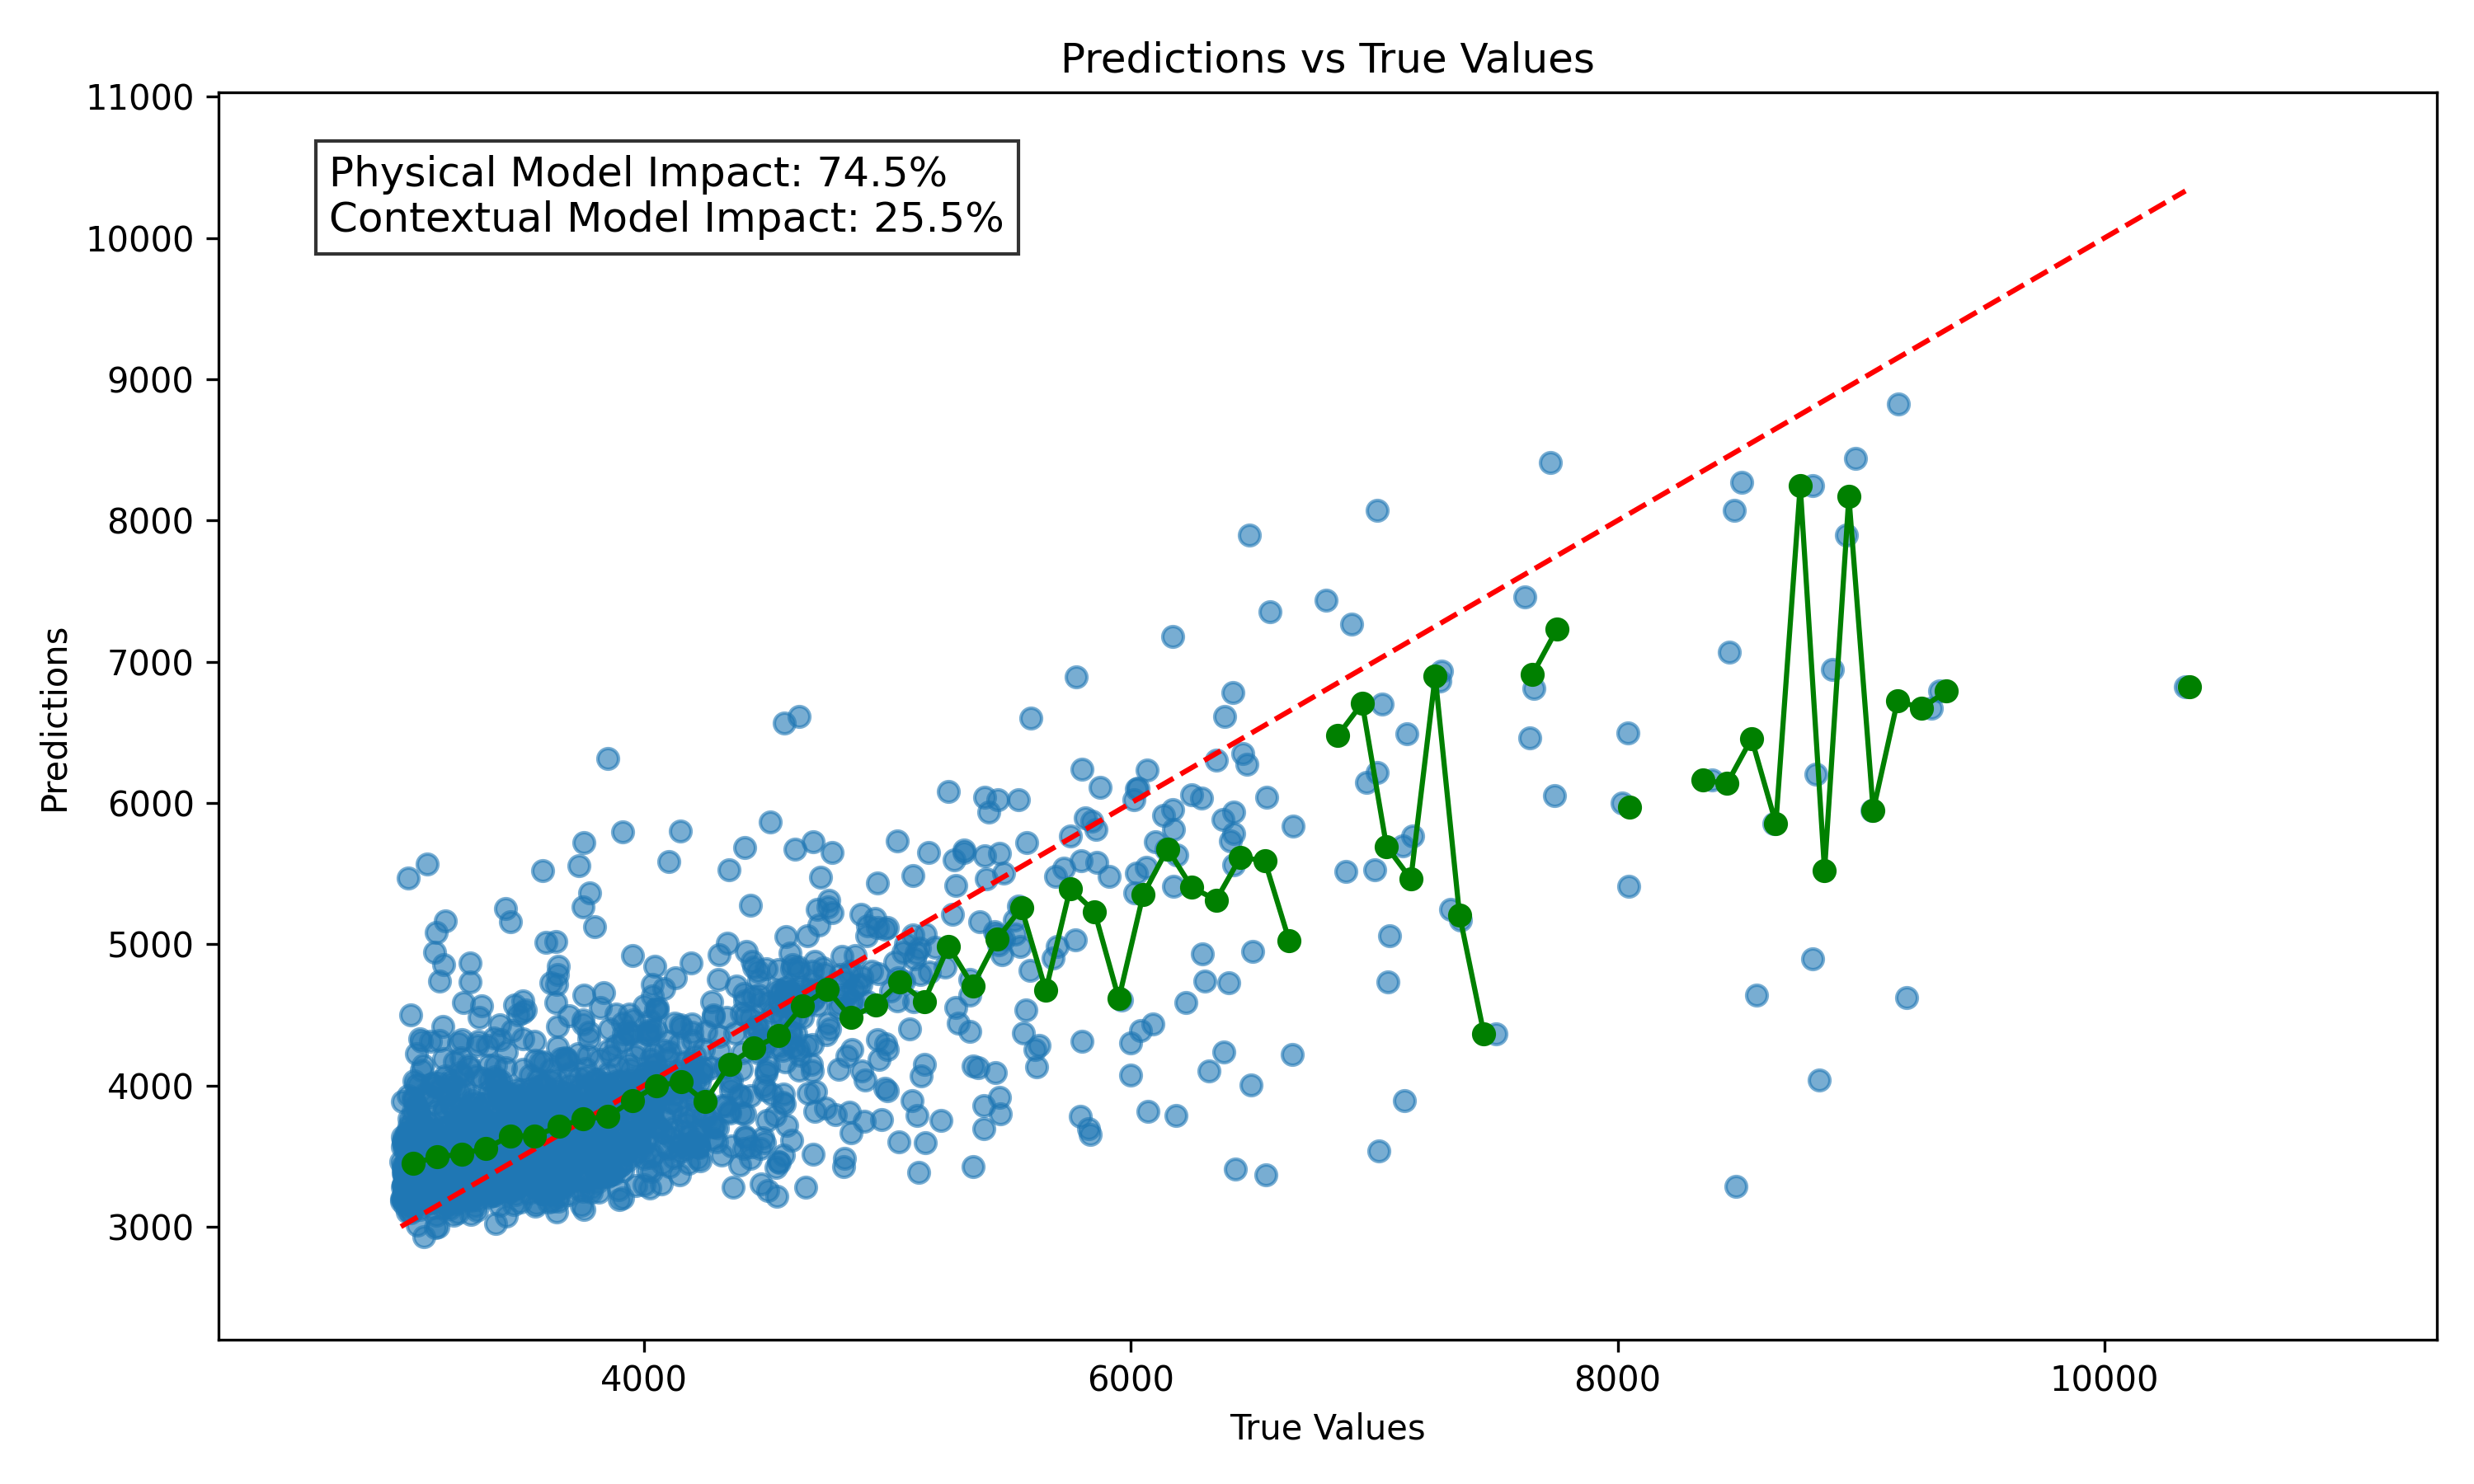 Predictions vs True Values
Physical Model Impact: 74.5%
Contextual Model Impact: 25.5%
11000
10000
9000
8000
7000
6000
5000
4000
3000
Predictions
4000
6000
8000
10000
True Values